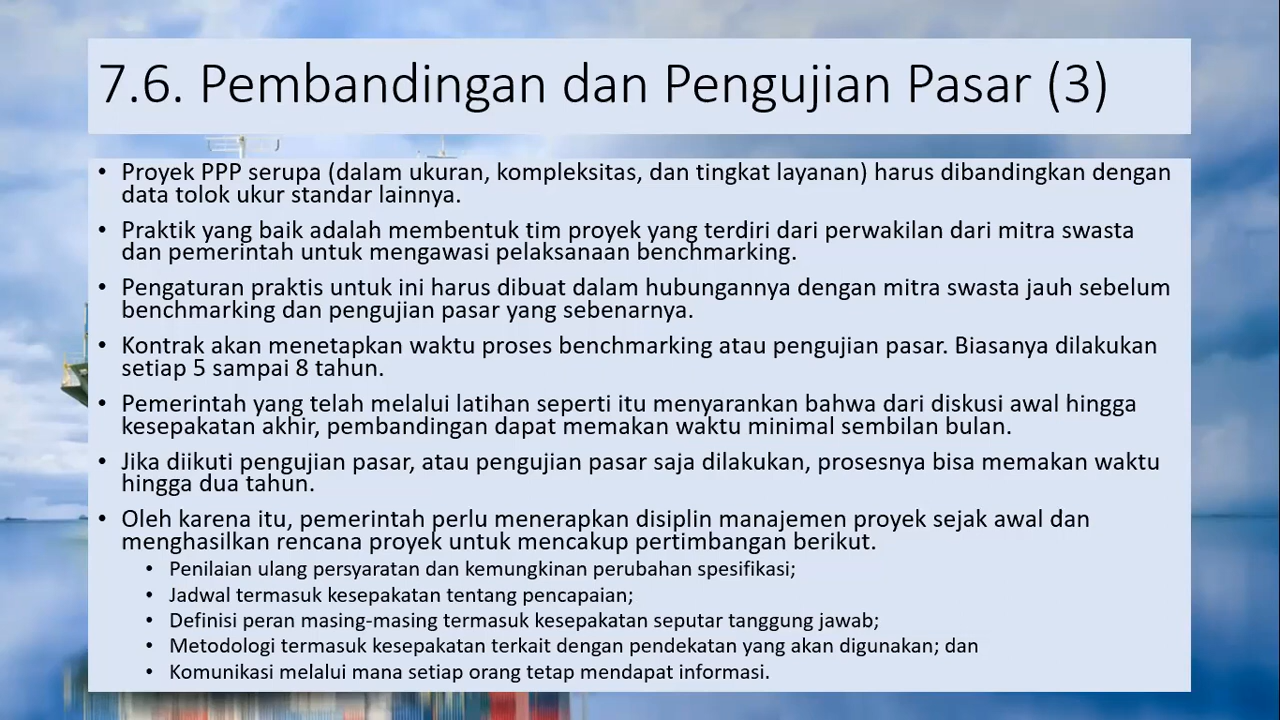 7.6. Pembandingan dan Pengujian Pasar (3)
• Proyek PPP serupa (dalam ukuran, kompleksitas, dan tingkat layanan) harus dibandingkan dengan
data tolok ukur standar lainnya.
• Praktik yang baik adalah membentuk tim proyek yang terdiri dari perwakilan dari mitra swasta
dan pemerintah untuk mengawasi pelaksanaan benchmarking.
• Pengaturan praktis untuk ini harus dibuat dalam hubungannya dengan mitra swasta jauh sebelum
benchmarking dan pengujian pasar yang sebenarnya.
• Kontrak akan menetapkan waktu proses benchmarking atau pengujian pasar. Biasanya dilakukan
setiap 5 sampai 8 tahun.
• Pemerintah yang telah melalui latihan seperti itu menyarankan bahwa dari diskusi awal hingga
kesepakatan akhir, pembandingan dapat memakan waktu minimal sembilan bulan.
• Jika diikuti pengujian pasar, atau pengujian pasar saja dilakukan, prosesnya bisa memakan waktu
hingga dua tahun.
• Oleh karena itu, pemerintah perlu menerapkan disiplin manajemen proyek sejak awal dan
menghasilkan rencana proyek untuk mencakup pertimbangan berikut.
• Penilaian ulang persyaratan dan kemungkinan perubahan spesifikasi;
• Jadwal termasuk kesepakatan tentang pencapaian;
• Definisi peran masing-masing termasuk kesepakatan seputar tanggung jawab;
• Metodologi termasuk kesepakatan terkait dengan pendekatan yang akan digunakan; dan
• Komunikasi melalui mana setiap orang tetap mendapat informasi.